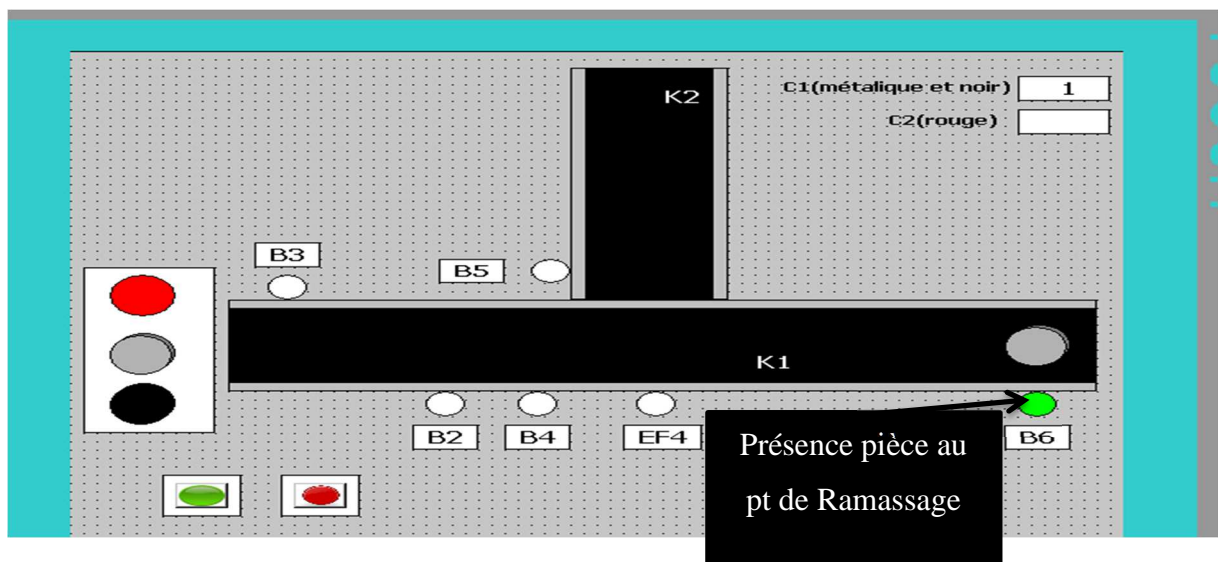 K2
C1(métalique et noir)
1
C2(rouge)
B3
B5
K1
B2
B4
EF4
B6
Présence pièce au
pt de Ramassage